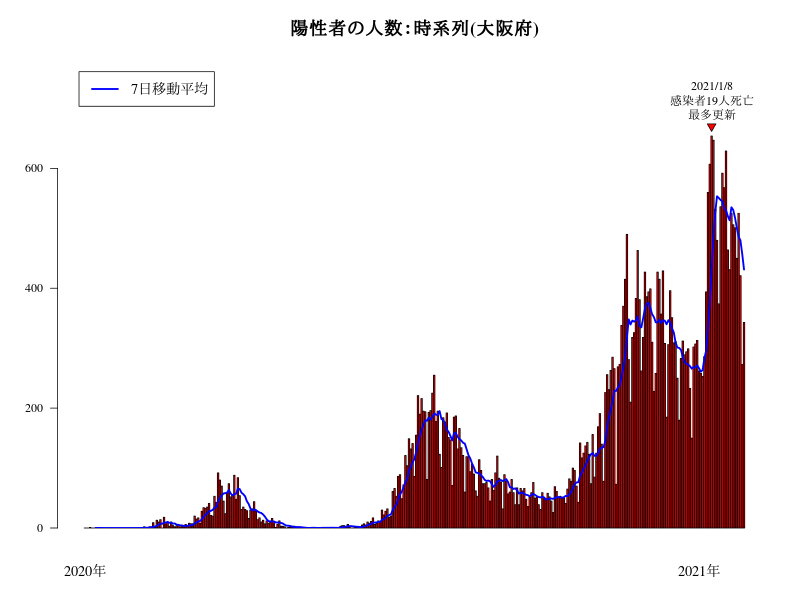 陽性者の人数：時系列(大阪府)
7日移動平均
2021/1/8
感染者19人死亡
最多更新
600
400
200
0
2020年
2021年